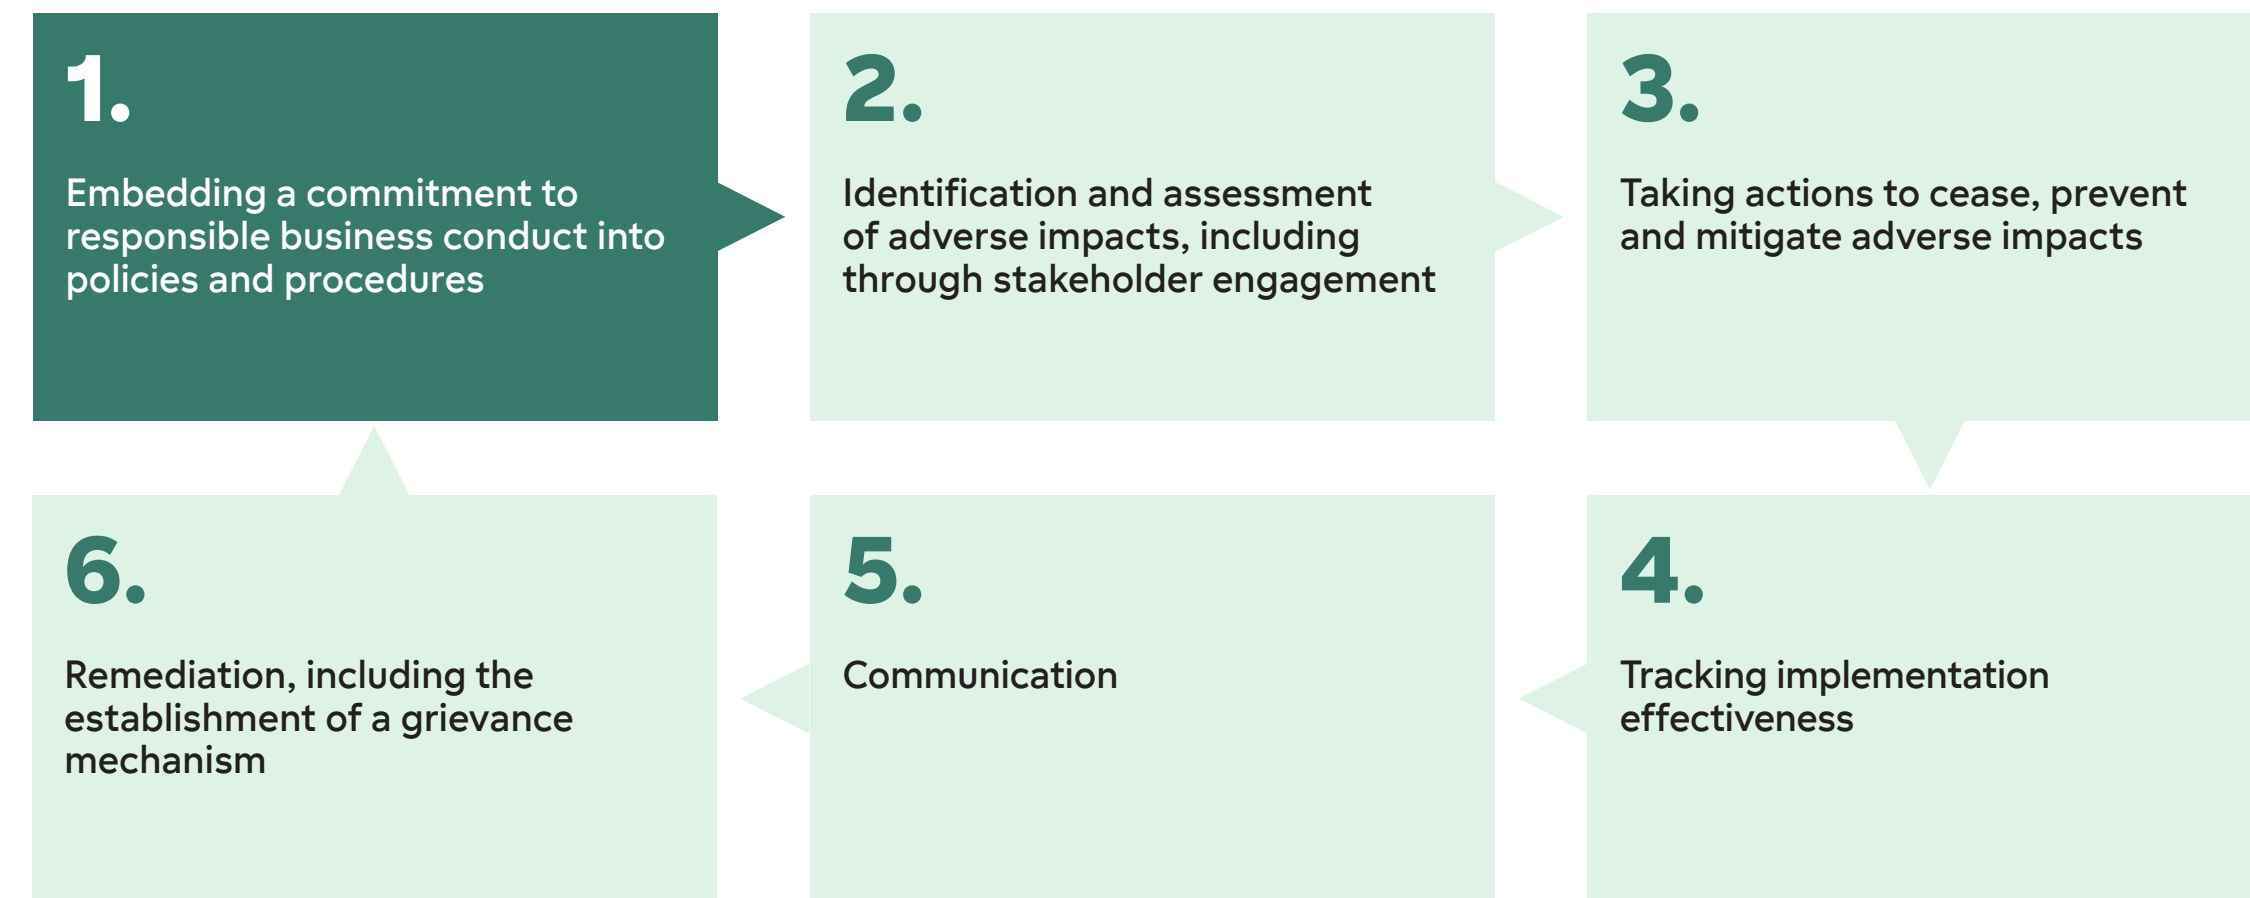 1.
Embedding a commitment to
responsible business conduct into
policies and procedures
2.
Identification and assessment
of adverse impacts, including
through stakeholder engagement
3.
Taking actions to cease, prevent
and mitigate adverse impacts
4.
Tracking implementation
effectiveness
5.
Communication
6.
Remediation, including the
establishment of a grievance
mechanism